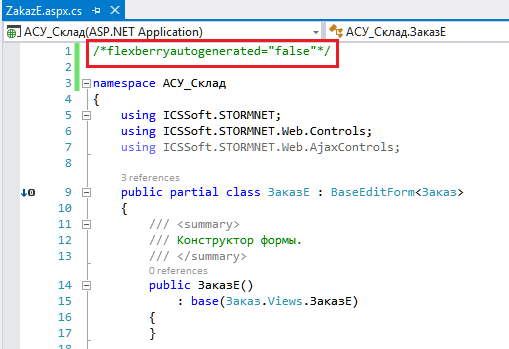 ZakazE.aspx.cs
АСУ_Склад(ASP.NET Application) АСУ_Склад.ЗаказE
1 /*flexberryautogenerated="false"*/
2
3 namespace АСУ_Склад
4 {
5 using ICSSoft.STORMNET;
6 using ICSSoft.STORMNET.Web.Controls;
7 using ICSSoft.STORMNET.Web.AjaxControls;
8
3 references
9 public partial class ЗаказE : BaseEditForm<Заказ>
10 {
11 /// <summary>
12 /// Конструктор формы.
13 /// </summary>
0 references
14 public ЗаказE()
15 : base(Заказ.Views.ЗаказE)
16 {
17 }
18